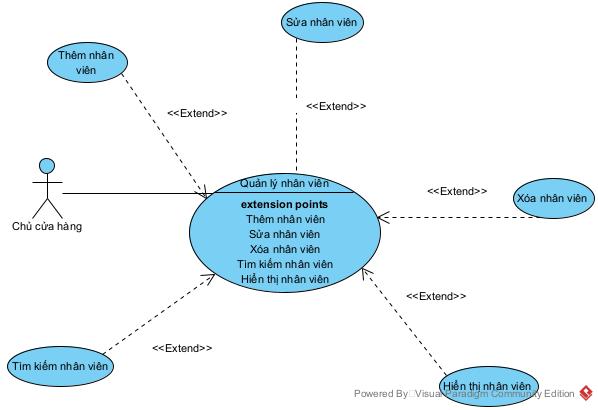 Sửa nhân viên
Thêm nhân
viên
<<Extend>>
<<Extend>>
Quản lý nhân viên
extension points
Thêm nhân viên
Sửa nhân viên
Xóa nhân viên
Tìm kiếm nhân viên
Hiển thị nhân viên
<<Extend>>
Xóa nhân viên
Chủ cửa hàng
<<Extend>>
<<Extend>>
Tìm kiếm nhân viên
Hiển thị nhân viên
Powered By Visual Paradigm Community Edition